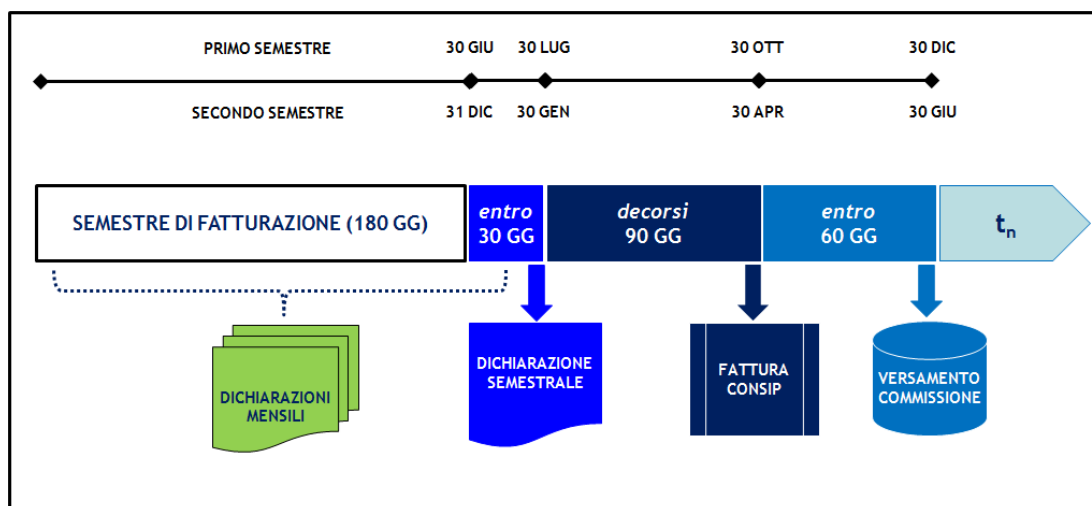 PRIMO SEMESTRE
30 GIU
30 LUG
30 OTT
30 DIC
SECONDO SEMESTRE
31 DIC
30 GEN
30 APR
30 GIU
SEMESTRE DI FATTURAZIONE (180 GG)
entro
30 GG
decorsi
90 GG
entro
60 GG
tn
DICHIARAZIONI
MENSILI
DICHIARAZIONE
SEMESTRALE
FATTURA
CONSIP
VERSAMENTO
COMMISSIONE